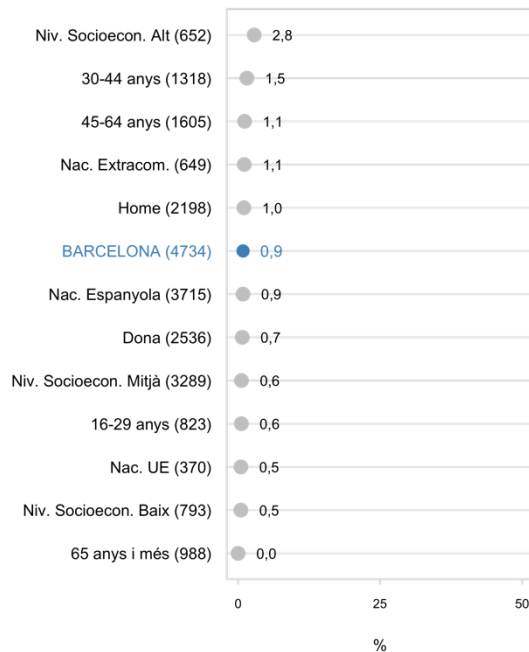 Niv. Socioecon. Alt (652) 2,8
30-44 anys (1318) 1,5
45-64 anys (1605) 1,1
Nac. Extracom. (649) 1,1
Home (2198) 1,0
BARCELONA (4734) 0,9
Nac. Espanyola (3715) 0,9
Dona (2536) 0,7
Niv. Socioecon. Mitjà (3289) 0,6
16-29 anys (823) 0,6
Nac. UE (370) 0,5
Niv. Socioecon. Baix (793) 0,5
65 anys i més (988) 0,0
0 25 50
%